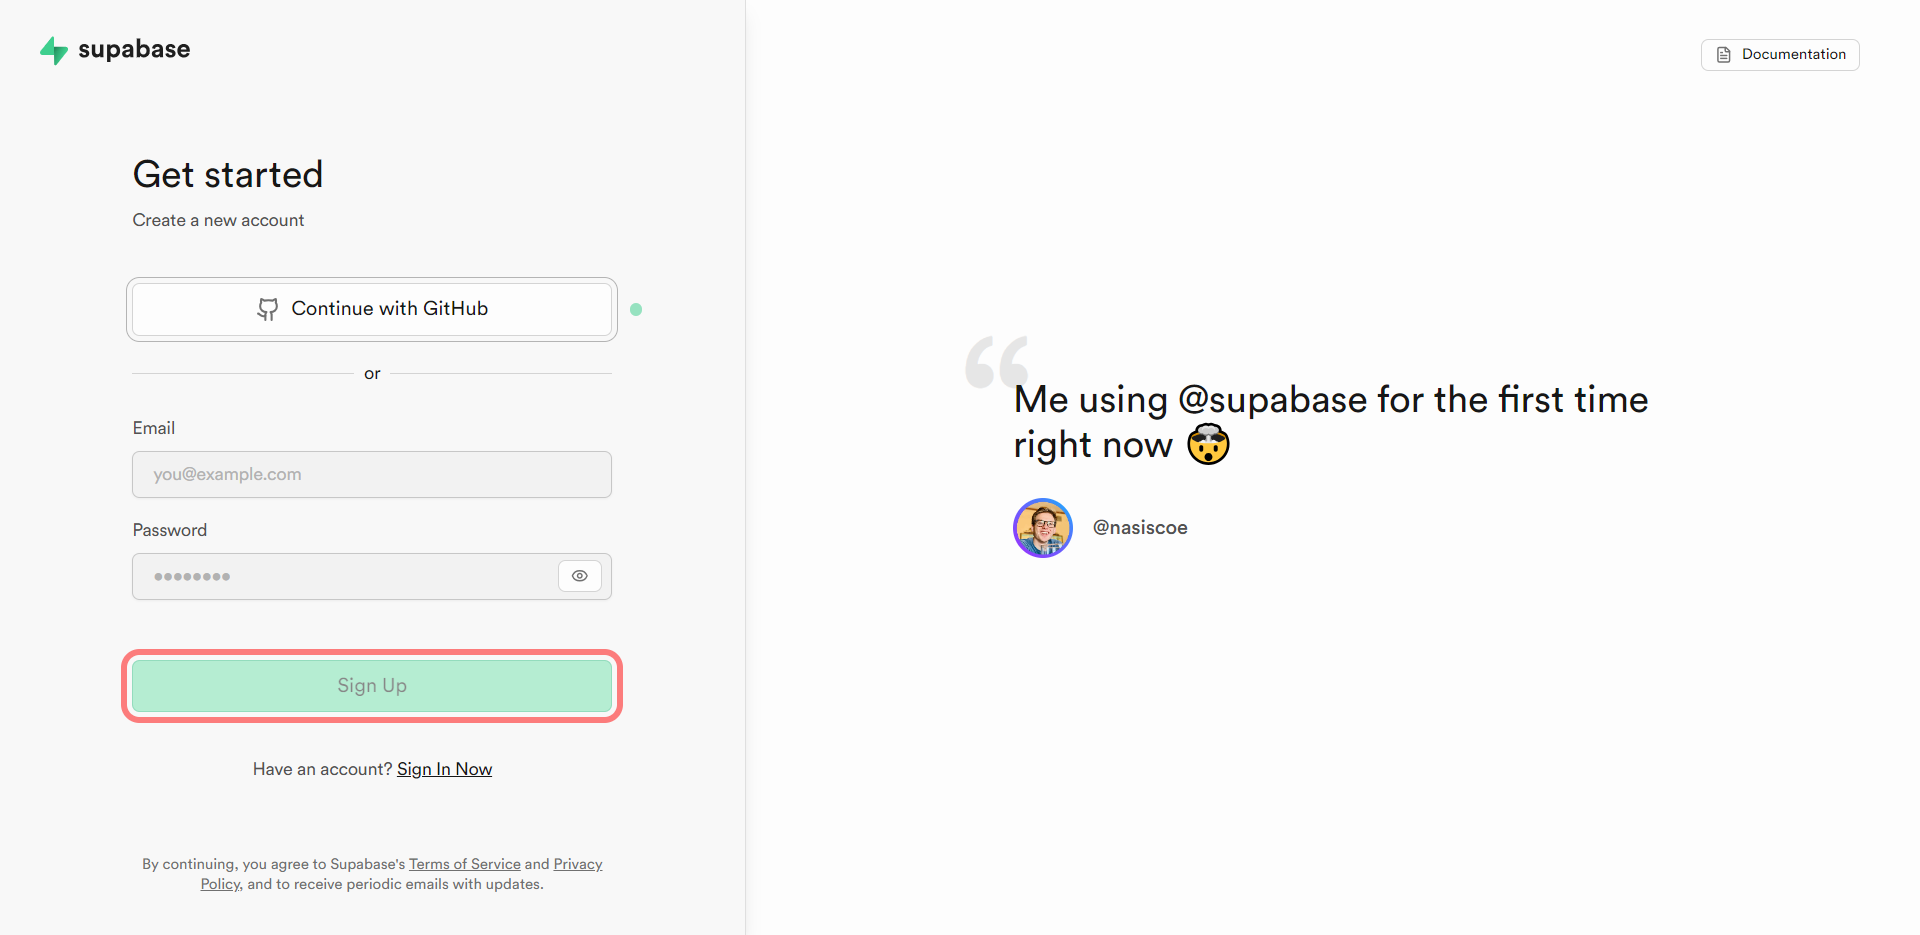 supabase
Documentation
Get started
Create a new account
Continue with GitHub
or
Email
you@example.com
Password
••••••••
Sign Up
Have an account? Sign In Now
By continuing, you agree to Supabase's Terms of Service and Privacy
Policy, and to receive periodic emails with updates.
“
Me using @supabase for the first time
right now 🤯
@nasiscoe